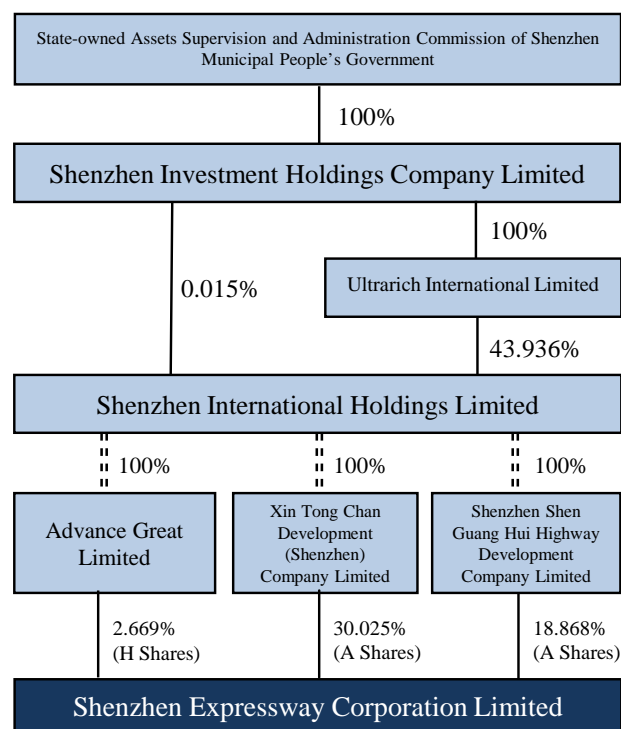 State-owned Assets Supervision and Administration Commission of Shenzhen
Municipal People's Government
100%
Shenzhen Investment Holdings Company Limited
100%
0.015%
Ultrarich International Limited
43.936%
Shenzhen International Holdings Limited
100%
100%
100%
Advance Great
Limited
Xin Tong Chan
Development
(Shenzhen)
Company Limited
Shenzhen Shen
Guang Hui Highway
Development
Company Limited
2.669%
(H Shares)
30.025%
(A Shares)
18.868%
(A Shares)
Shenzhen Expressway Corporation Limited